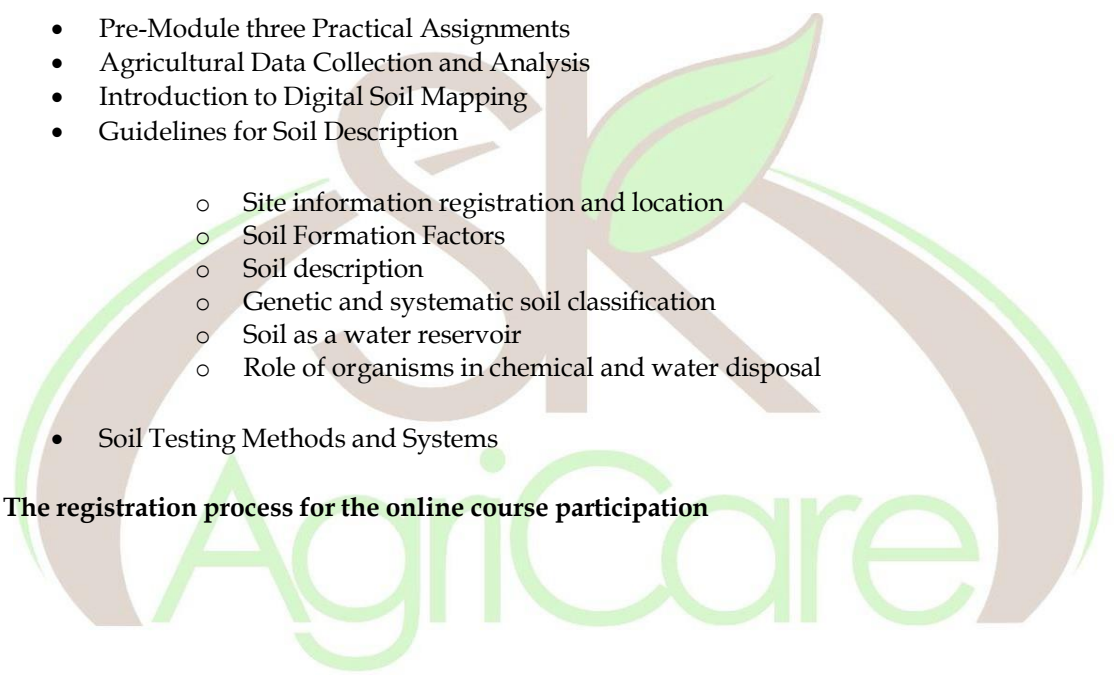 • Pre-Module three Practical Assignments
• Agricultural Data Collection and Analysis
• Introduction to Digital Soil Mapping
• Guidelines for Soil Description
o Site information registration and location
o Soil Formation Factors
o Soil description
o Genetic and systematic soil classification
o Soil as a water reservoir
o Role of organisms in chemical and water disposal
• Soil Testing Methods and Systems
The registration process for the online course participation
SK
AgriCare